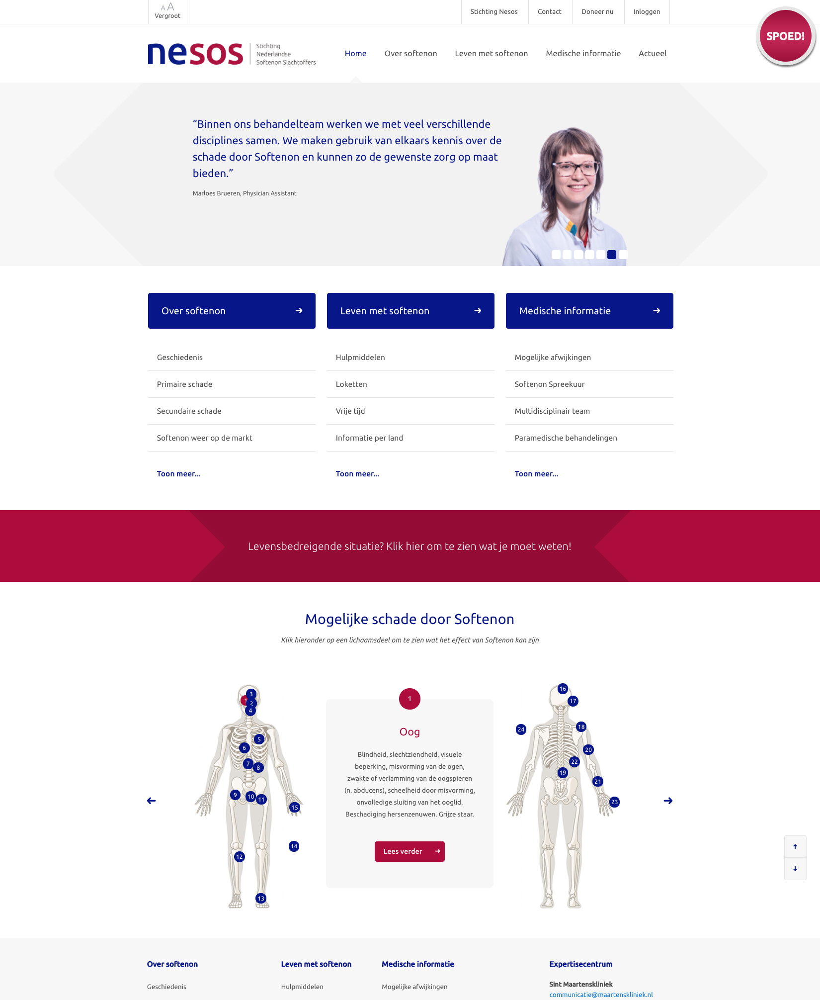 A A
Vergroot
Stichting Nesos
Contact
Doneer nu
Inloggen
SPOED!
nesos
Stichting
Nederlandse
Softenon Slachtoffers
Home
Over softenon
Leven met softenon
Medische informatie
Actueel
“Binnen ons behandelteam werken we met veel verschillende
disciplines samen. We maken gebruik van elkaars kennis over de
schade door Softenon en kunnen zo de gewenste zorg op maat
bieden.”
Marloes Brueren, Physician Assistant
Over softenon
Geschiedenis
Primaire schade
Secundaire schade
Softenon weer op de markt
Toon meer...
Leven met softenon
Hulpmiddelen
Loketten
Vrije tijd
Informatie per land
Toon meer...
Medische informatie
Mogelijke afwijkingen
Softenon Spreekuur
Multidisciplinair team
Paramedische behandelingen
Toon meer...
Levensbedreigende situatie? Klik hier om te zien wat je moet weten!
Mogelijke schade door Softenon
Klik hieronder op een lichaamsdeel om te zien wat het effect van Softenon kan zijn
3
1
2
4
5
6
7
8
9
10
11
15
14
12
13
1
Oog
Blindheid, slechtziendheid, visuele
beperking, misvorming van de ogen,
zwakte of verlamming van de oogspieren
(n. abducens), scheelheid door misvorming,
onvolledige sluiting van het ooglid.
Beschadiging hersenzenuwen. Grijze staar.
Lees verder
16
17
18
24
20
22
19
21
23
Over softenon
Geschiedenis
Leven met softenon
Hulpmiddelen
Medische informatie
Mogelijke afwijkingen
Expertisecentrum
Sint Maartenskliniek
communicatie@maartenskliniek.nl